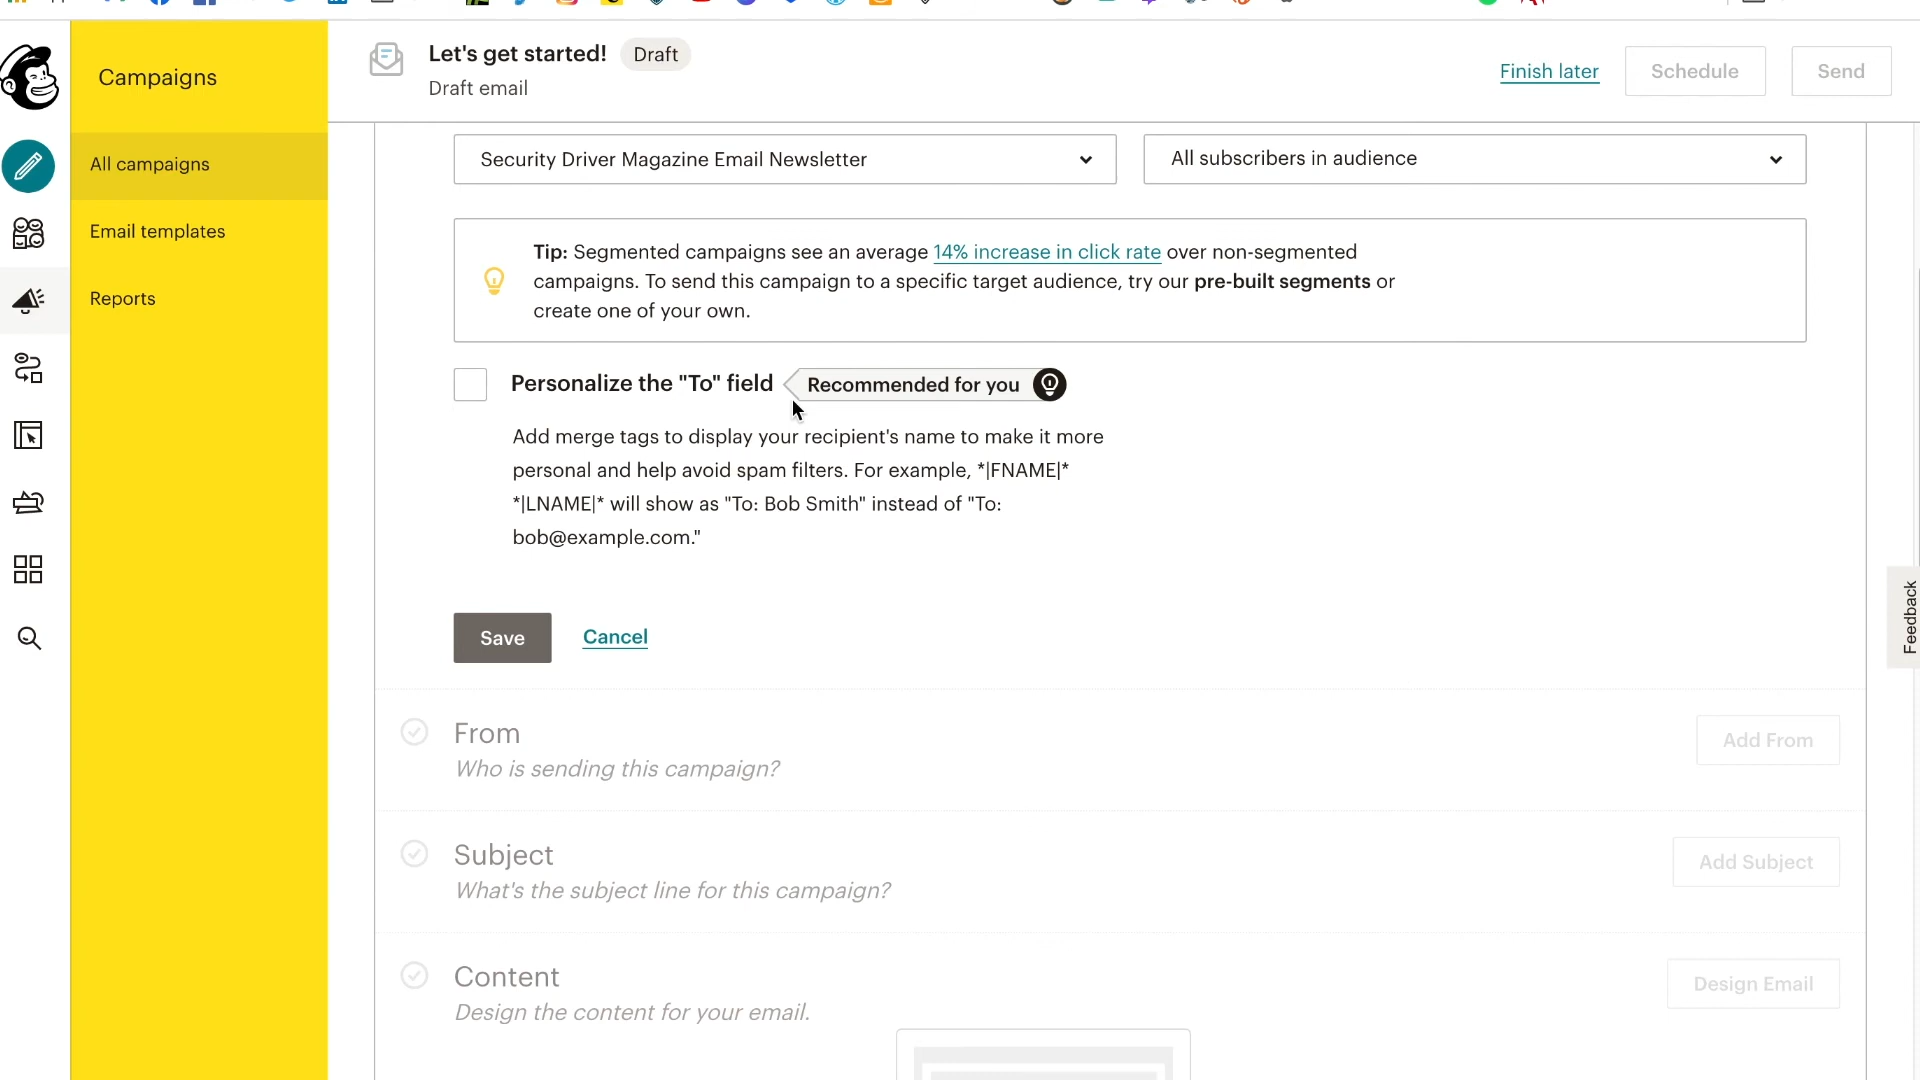 Campaigns
All campaigns
Email templates
Reports
Let's get started!
Draft
Draft email
Finish later
Schedule
Send
Security Driver Magazine Email Newsletter
All subscribers in audience
Tip: Segmented campaigns see an average 14% increase in click rate over non-segmented
campaigns. To send this campaign to a specific target audience, try our pre-built segments or
create one of your own.
Personalize the "To" field
Recommended for you
Add merge tags to display your recipient's name to make it more
personal and help avoid spam filters. For example, *|FNAME|*
*|LNAME|* will show as "To: Bob Smith" instead of "To:
bob@example.com."
Save
Cancel
From
Who is sending this campaign?
Add From
Subject
What's the subject line for this campaign?
Add Subject
Content
Design the content for your email.
Design Email
Feedback